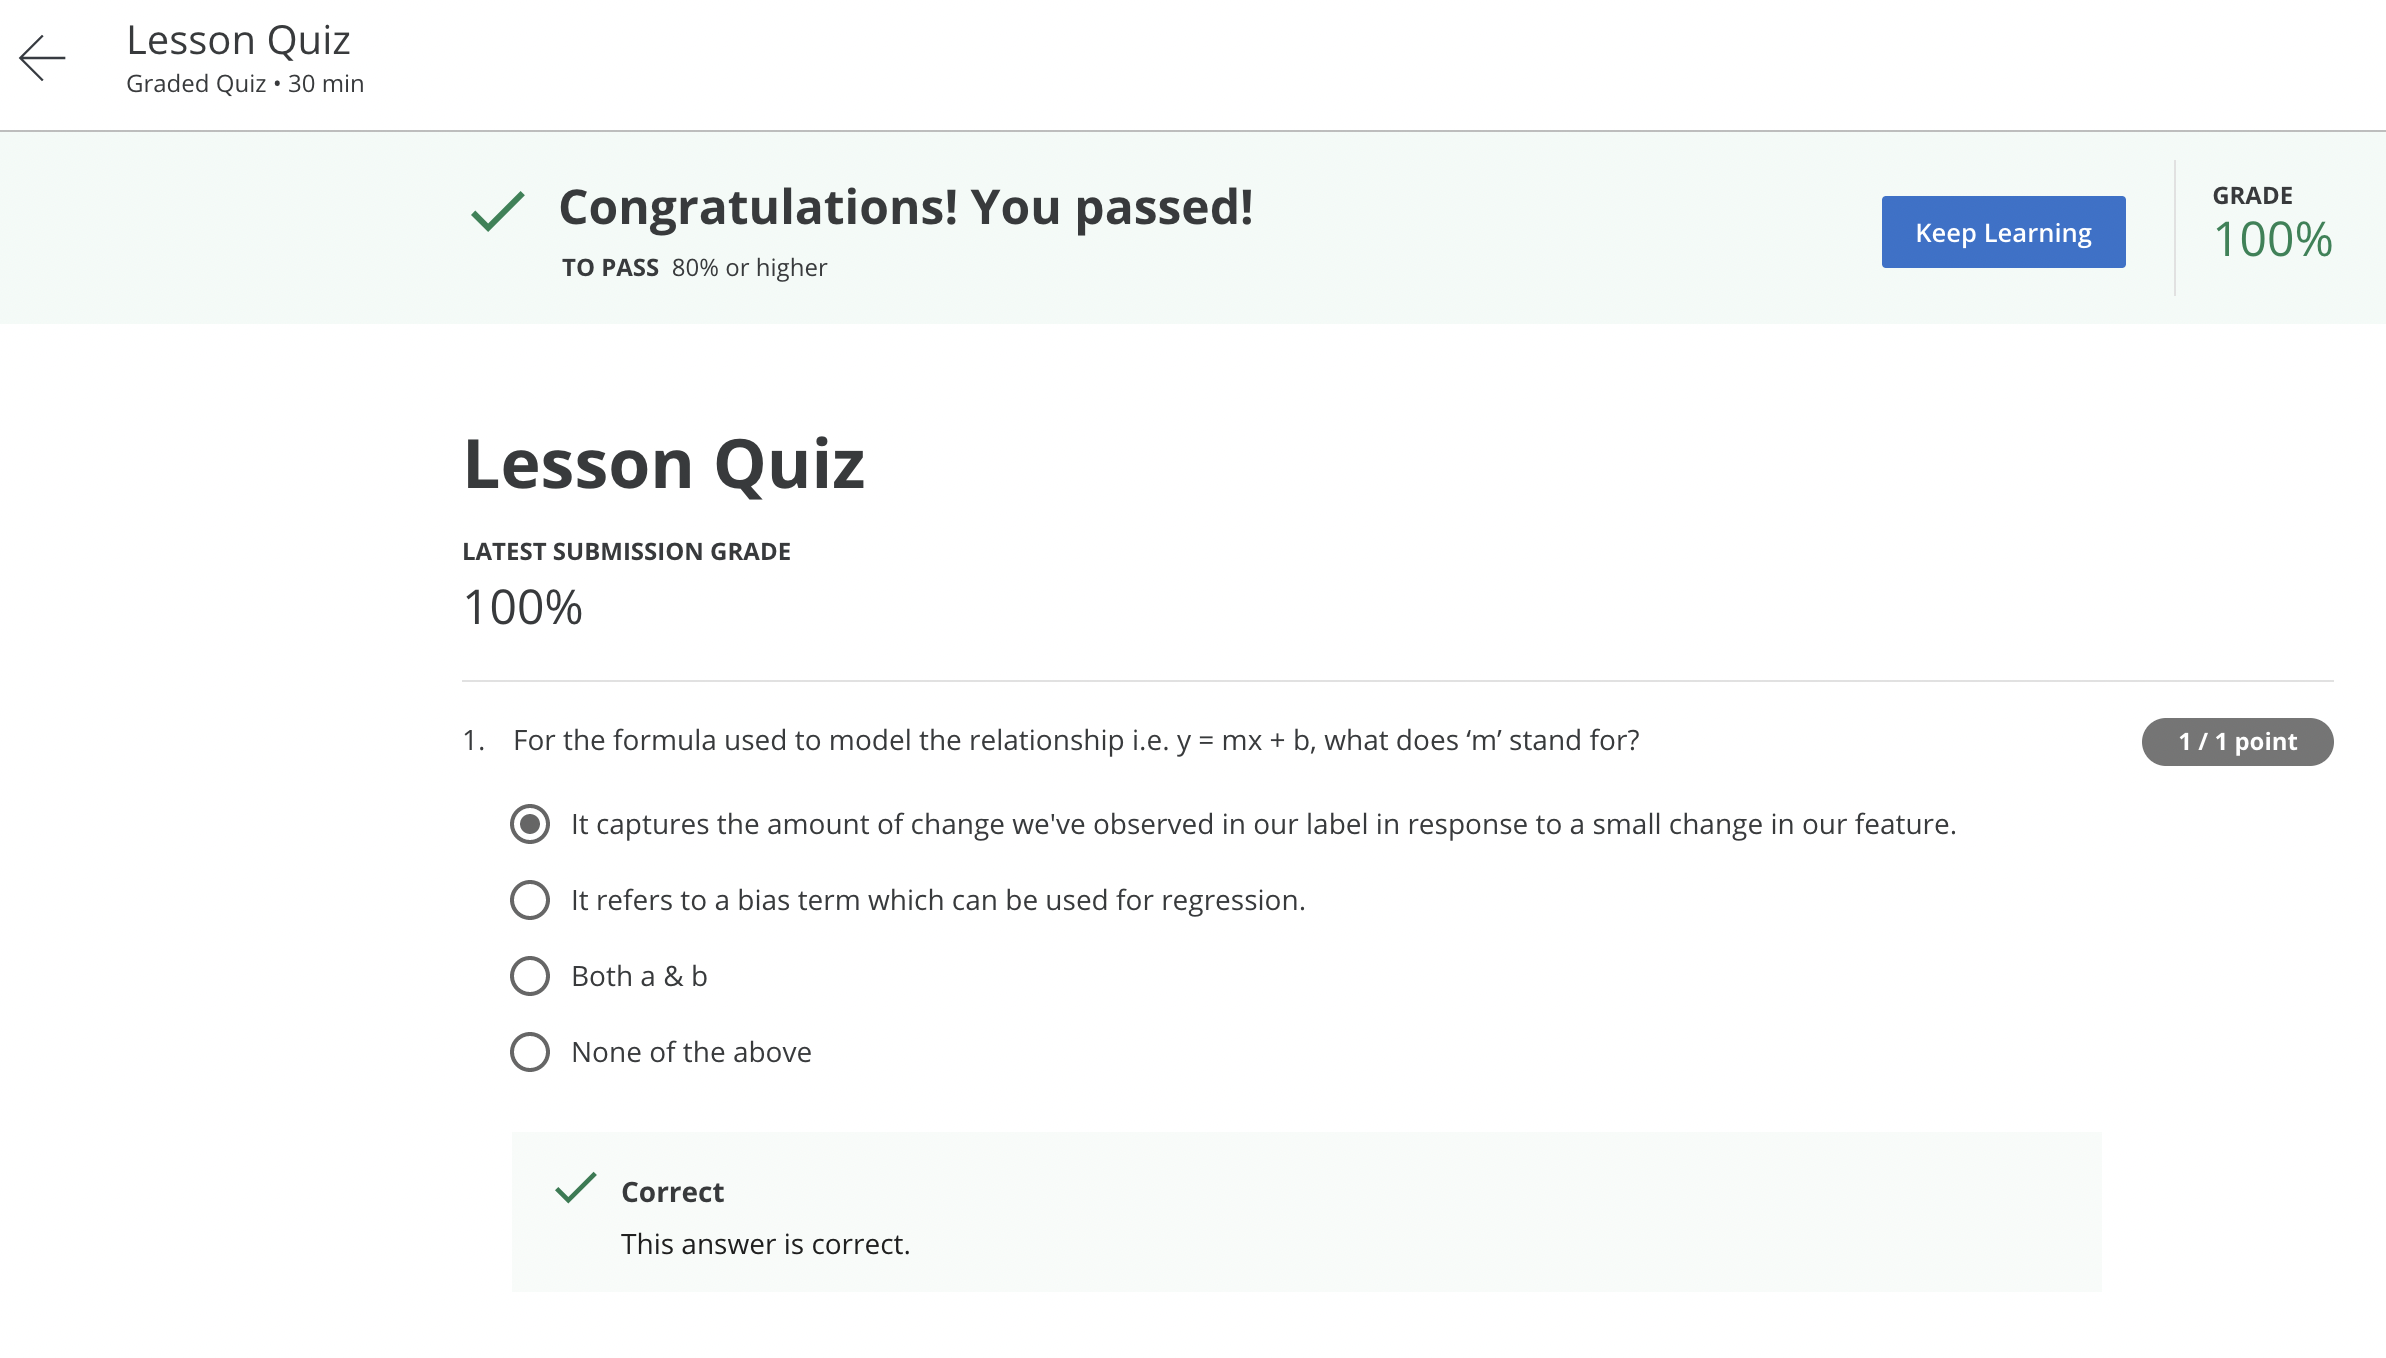 Lesson Quiz
Graded Quiz • 30 min
Congratulations! You passed!
TO PASS 80% or higher
Keep Learning
GRADE
100%
Lesson Quiz
LATEST SUBMISSION GRADE
100%
1. For the formula used to model the relationship i.e. y = mx + b, what does ‘m’ stand for?
1 / 1 point
It captures the amount of change we've observed in our label in response to a small change in our feature.
It refers to a bias term which can be used for regression.
Both a & b
None of the above
Correct
This answer is correct.